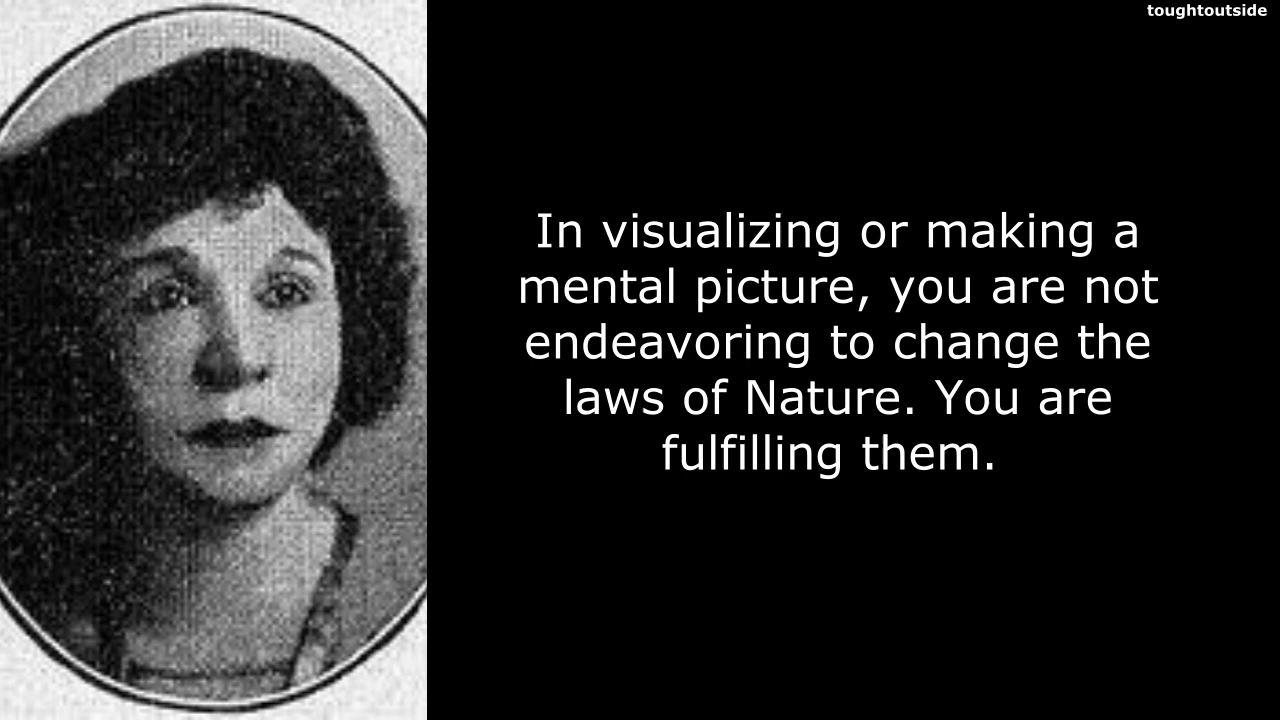 toughtoutside
In visualizing or making a
mental picture, you are not
endeavoring to change the
laws of Nature. You are
fulfilling them.